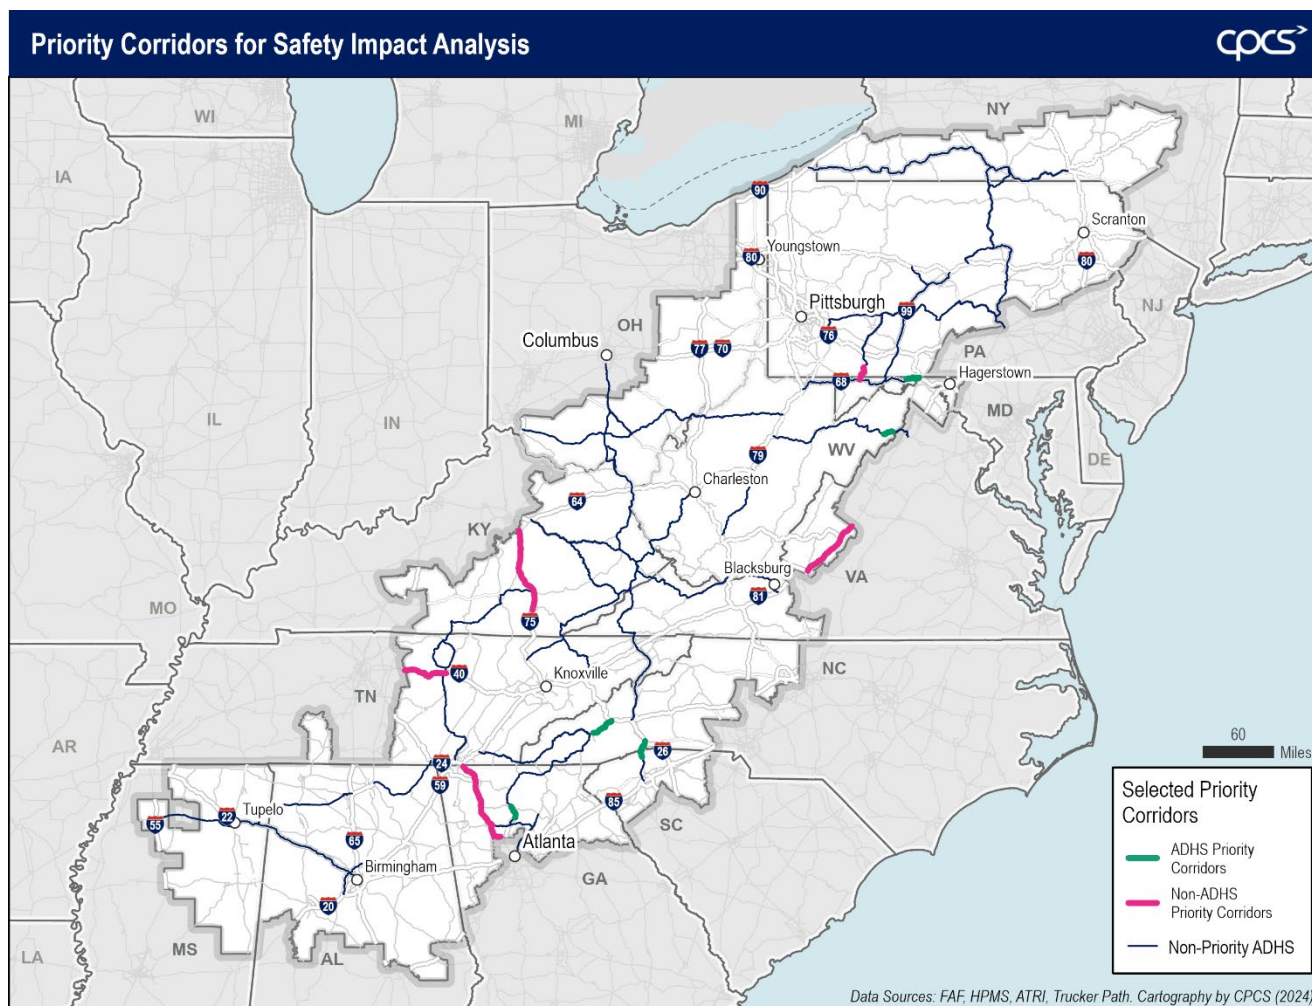 Priority Corridors for Safety Impact Analysis
cpcs
WI
MI
NY
IA
90
Scranton
Youngstown
80
80
Pittsburgh
99
NJ
OH
76
Columbus
77
70
PA
Hagerstown
68
MD
IL
IN
WV
DE
79
Charleston
64
KY
VA
Blacksburg
81
MO
75
NC
40
Knoxville
TN
AR
26
60
Miles
24
59
85
22
Tupelo
55
SC
65
Atlanta
Birmingham
GA
20
MS
AL
LA
Selected Priority
Corridors
ADHS Priority
Corridors
Non-ADHS
Priority Corridors
Non-Priority ADHS
Data Sources: FAF, HPMS, ATRI, Trucker Path. Cartography by CPCS (2024)